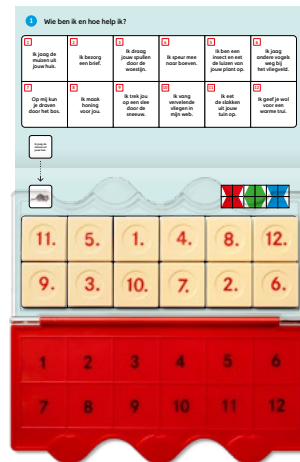 1 Wie ben ik en hoe help ik?
1 2 3 4 5 6
Ik jaag de muizen uit jouw huis.
Ik bezorg een brief.
Ik draag jouw spullen door de woestijn.
Ik speur mee naar boeven.
Ik ben een insect en eet de luizen van jouw plant op.
Ik jaag andere vogels weg bij het vliegveld.
7 8 9 10 11 12
Op mij kun je draven door het bos.
Ik maak honing voor jou.
Ik trek jou op een slee door de sneeuw.
Ik vang vervelende vliegen in mijn web.
Ik eet de slakken uit jouw tuin op.
Ik geef je wol voor een warme trui.
11. 5. 1. 4. 8. 12.
9. 3. 10. 7. 2. 6.
1 2 3 4 5 6
7 8 9 10 11 12